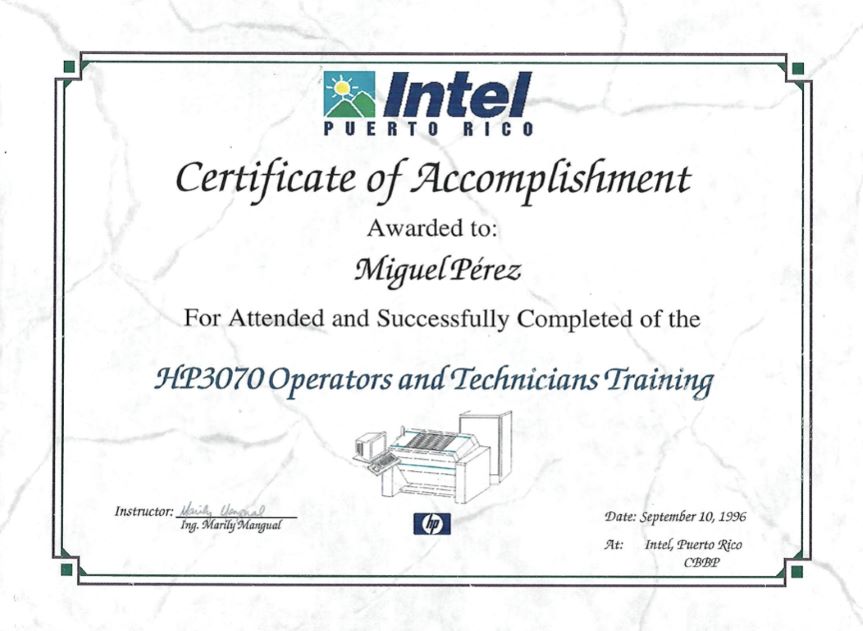 Intel
PUERTO RICO
Certificate of Accomplishment
Awarded to:
Miguel Pérez
For Attended and Successfully Completed of the
HP3070 Operators and Technicians Training
Instructor: Marily Mangual
Ing. Marily Mangual
hp
Date: September 10, 1996
At: Intel, Puerto Rico
CBBP